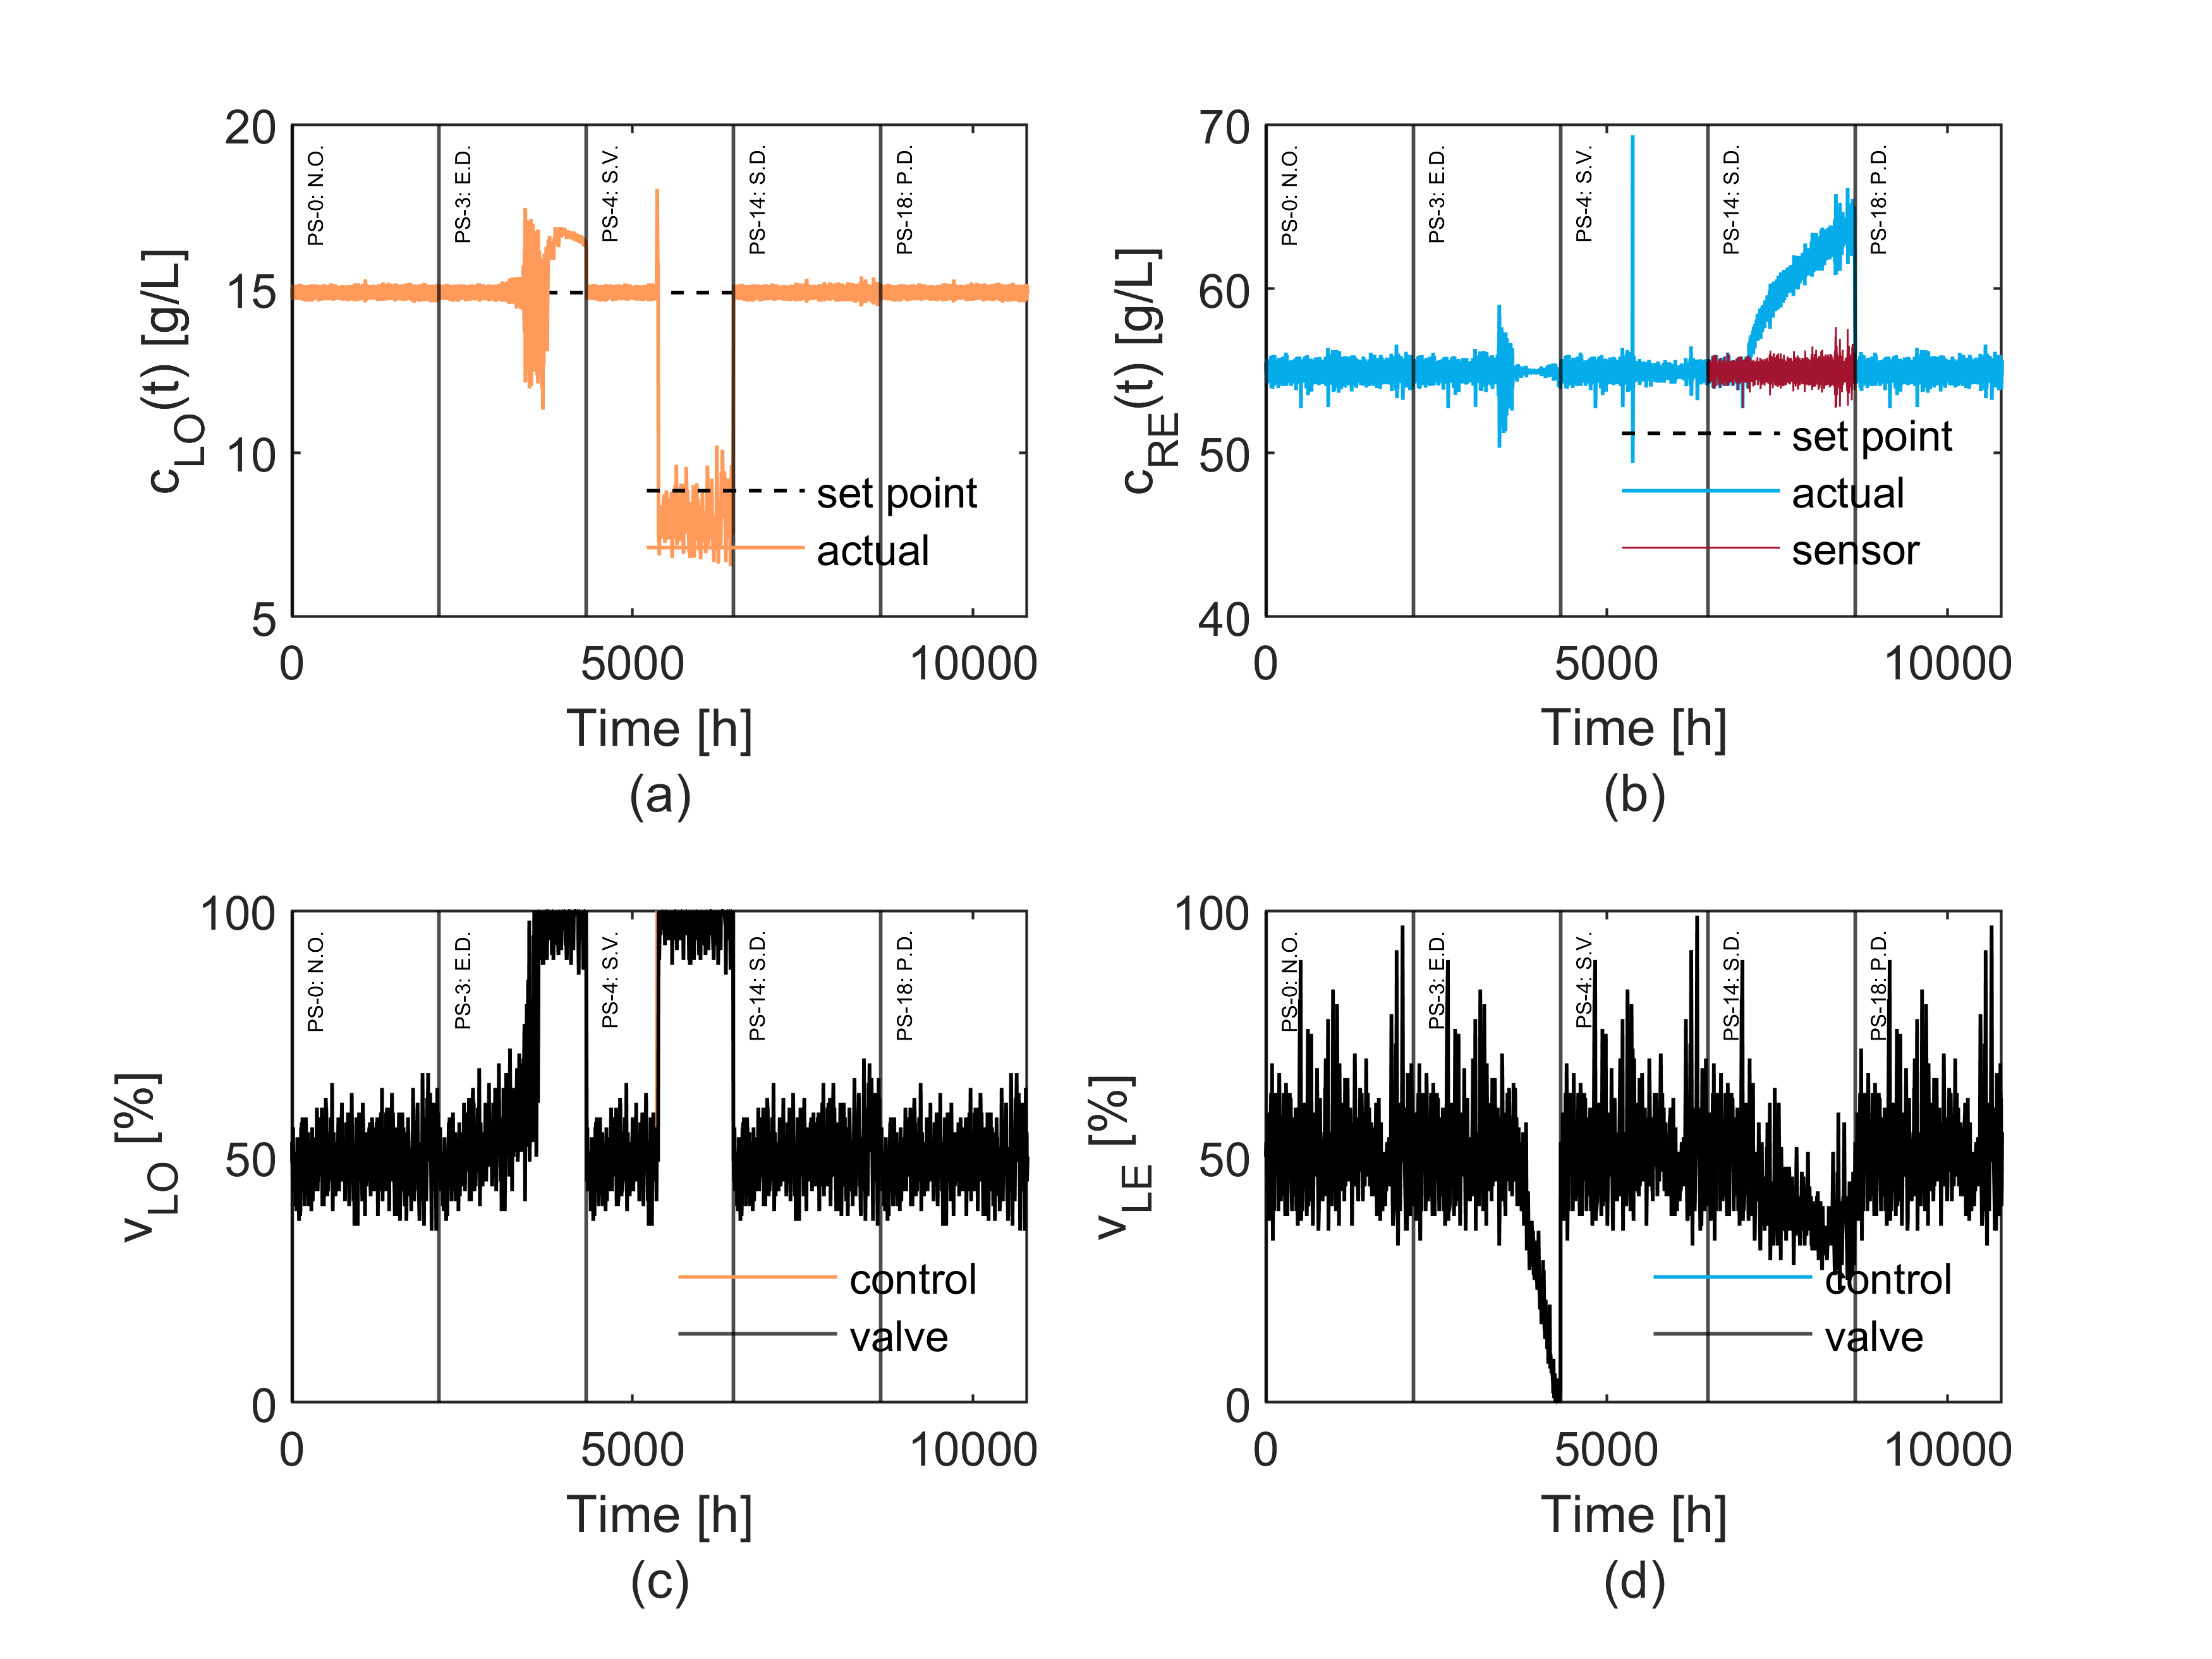 20
15
10
5
c_LO(t) [g/L]
PS-0: N.O.
PS-3: E.D.
PS-4: S.V.
PS-14: S.D.
PS-18: P.D.
set point
actual
0 5000 10000
Time [h]
(a)
70
60
50
40
c_RE(t) [g/L]
PS-0: N.O.
PS-3: E.D.
PS-4: S.V.
PS-14: S.D.
PS-18: P.D.
set point
actual
sensor
0 5000 10000
Time [h]
(b)
100
50
0
v_LO [%]
PS-0: N.O.
PS-3: E.D.
PS-4: S.V.
PS-14: S.D.
PS-18: P.D.
control
valve
0 5000 10000
Time [h]
(c)
100
50
0
v_LE [%]
PS-0: N.O.
PS-3: E.D.
PS-4: S.V.
PS-14: S.D.
PS-18: P.D.
control
valve
0 5000 10000
Time [h]
(d)